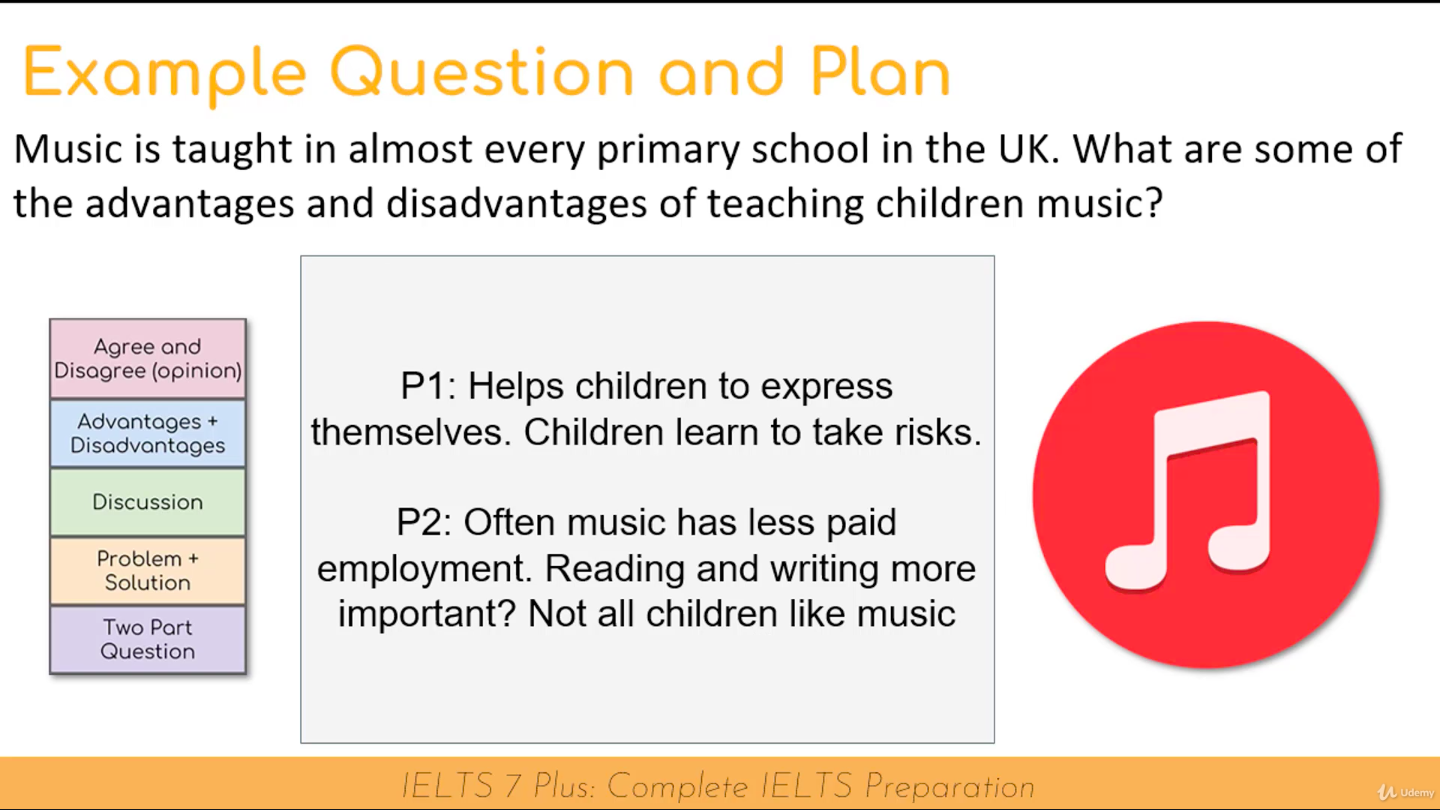 Example Question and Plan
Music is taught in almost every primary school in the UK. What are some of
the advantages and disadvantages of teaching children music?
Agree and
Disagree (opinion)
Advantages +
Disadvantages
Discussion
Problem +
Solution
Two Part
Question
P1: Helps children to express
themselves. Children learn to take risks.
P2: Often music has less paid
employment. Reading and writing more
important? Not all children like music
IELTS 7 Plus: Complete IELTS Preparation
Udemy